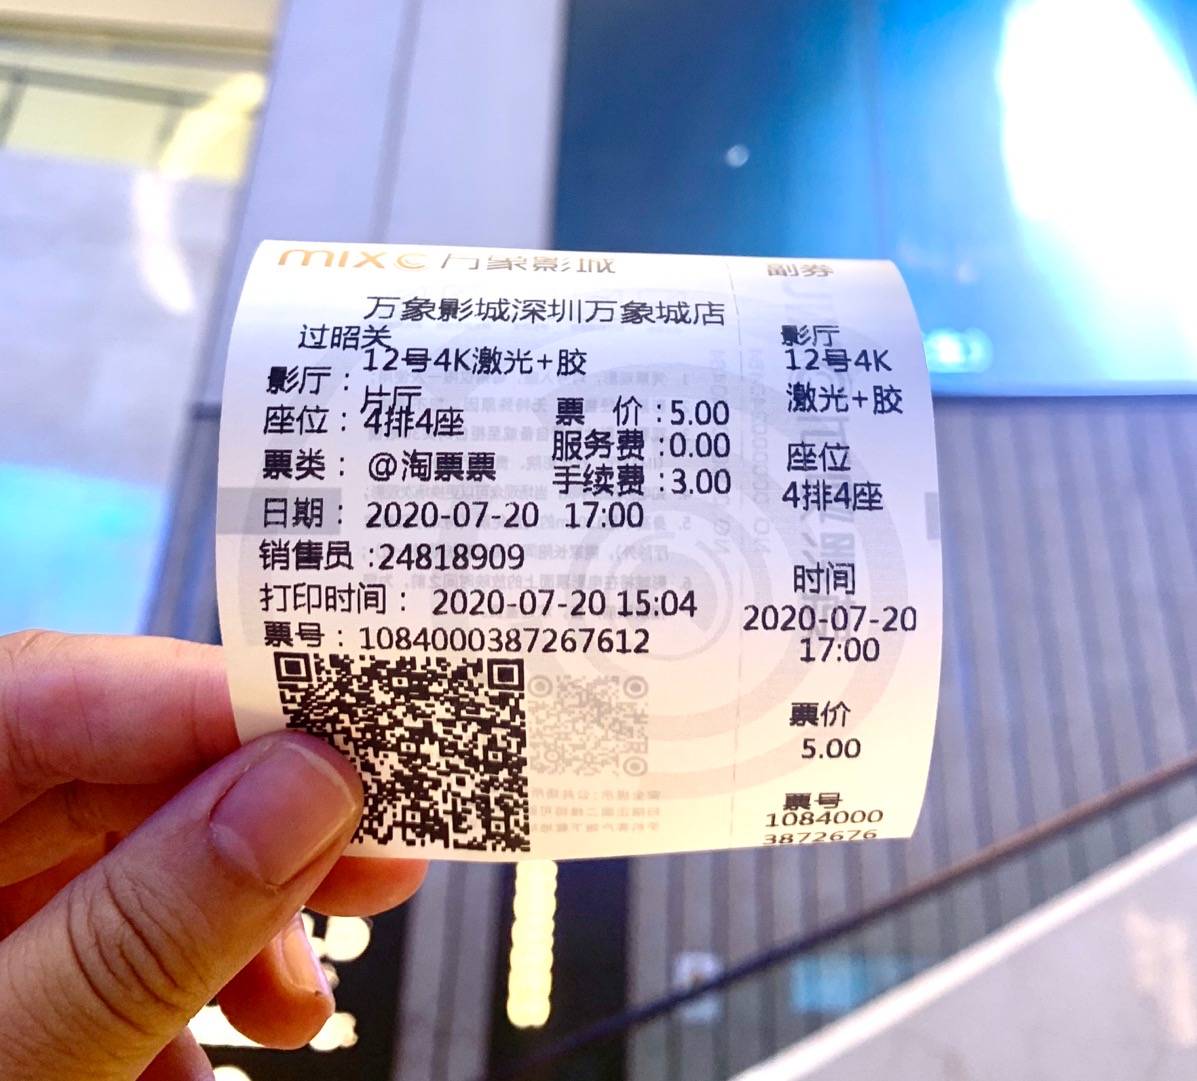 mixc 万象影城
万象影城深圳万象城店
过昭关
影厅：12号4K激光+胶
片厅
座位：4排4座
票 价:5.00
服务费:0.00
票类：@淘票票
手续费:3.00
日期：2020-07-20 17:00
销售员:24818909
打印时间：2020-07-20 15:04
票号：1084000387267612
副券
影厅
12号4K
激光+胶
座位
4排4座
时间
2020-07-20
17:00
票价
5.00
票号
1084000
3872676